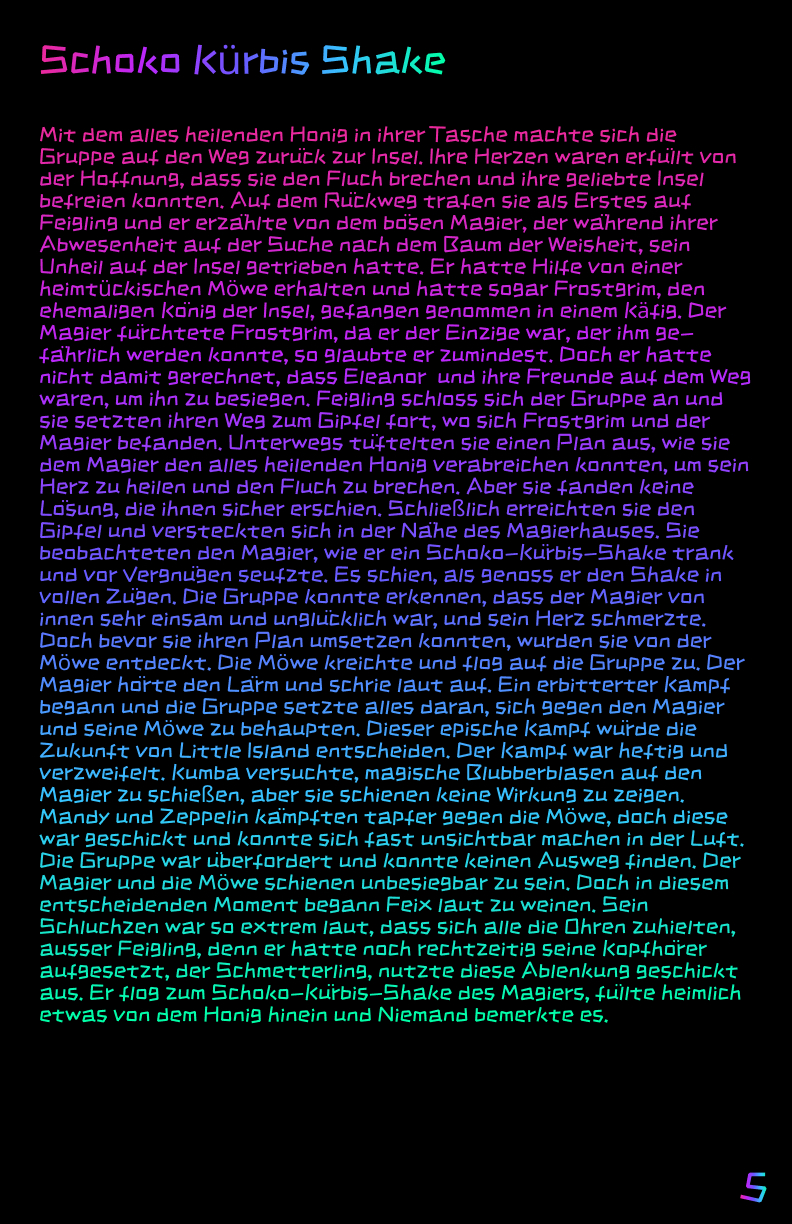 Schoko Kürbis Shake
Mit dem alles heilenden Honig in ihrer Tasche machte sich die
Gruppe auf den Weg zurück zur Insel. Ihre Herzen waren erfüllt von
der Hoffnung, dass sie den Fluch brechen und ihre geliebte Insel
befreien konnten. Auf dem Rückweg trafen sie als Erstes auf
Feigling und er erzählte von dem bösen Magier, der während ihrer
Abwesenheit auf der Suche nach dem Baum der Weisheit, sein
Unheil auf der Insel getrieben hatte. Er hatte Hilfe von einer
heimtückischen Möwe erhalten und hatte sogar Frostgrim, den
ehemaligen König der Insel, gefangen genommen in einem Käfig. Der
Magier fürchtete Frostgrim, da er der Einzige war, der ihm ge-
fährlich werden konnte, so glaubte er zumindest. Doch er hatte
nicht damit gerechnet, dass Eleanor  und ihre Freunde auf dem Weg
waren, um ihn zu besiegen. Feigling schloss sich der Gruppe an und
sie setzten ihren Weg zum Gipfel fort, wo sich Frostgrim und der
Magier befanden. Unterwegs tüftelten sie einen Plan aus, wie sie
dem Magier den alles heilenden Honig verabreichen konnten, um sein
Herz zu heilen und den Fluch zu brechen. Aber sie fanden keine
Lösung, die ihnen sicher erschien. Schließlich erreichten sie den
Gipfel und versteckten sich in der Nähe des Magierhauses. Sie
beobachteten den Magier, wie er ein Schoko-Kürbis-Shake trank
und vor Vergnügen seufzte. Es schien, als genoss er den Shake in
vollen Zügen. Die Gruppe konnte erkennen, dass der Magier von
innen sehr einsam und unglücklich war, und sein Herz schmerzte.
Doch bevor sie ihren Plan umsetzen konnten, wurden sie von der
Möwe entdeckt. Die Möwe kreichte und flog auf die Gruppe zu. Der
Magier hörte den Lärm und schrie laut auf. Ein erbitterter Kampf
begann und die Gruppe setzte alles daran, sich gegen den Magier
und seine Möwe zu behaupten. Dieser epische Kampf würde die
Zukunft von Little Island entscheiden. Der Kampf war heftig und
verzweifelt. Kumba versuchte, magische Blubberblasen auf den
Magier zu schießen, aber sie schienen keine Wirkung zu zeigen.
Mandy und Zeppelin kämpften tapfer gegen die Möwe, doch diese
war geschickt und konnte sich fast unsichtbar machen in der Luft.
Die Gruppe war überfordert und konnte keinen Ausweg finden. Der
Magier und die Möwe schienen unbesiegbar zu sein. Doch in diesem
entscheidenden Moment begann Feix laut zu weinen. Sein
Schluchzen war so extrem laut, dass sich alle die Ohren zuhielten,
ausser Feigling, denn er hatte noch rechtzeitig seine Kopfhörer
aufgesetzt, der Schmetterling, nutzte diese Ablenkung geschickt
aus. Er flog zum Schoko-Kürbis-Shake des Magiers, füllte heimlich
etwas von dem Honig hinein und Niemand bemerkte es.
5